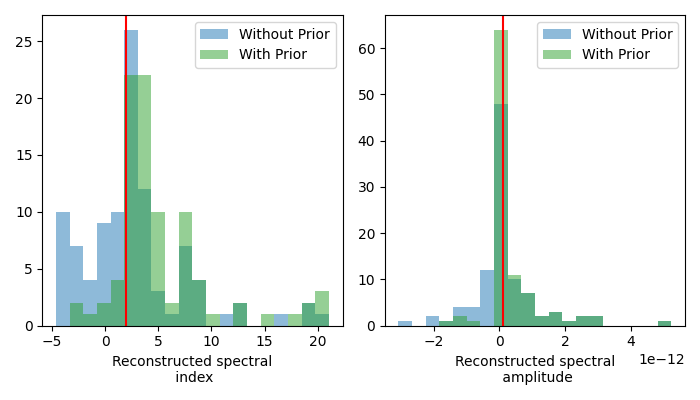 Without Prior
With Prior
25
20
15
10
5
0
−5
0
5
10
15
20
Reconstructed spectral
index
Without Prior
With Prior
60
50
40
30
20
10
0
−2
0
2
4
1e−12
Reconstructed spectral
amplitude